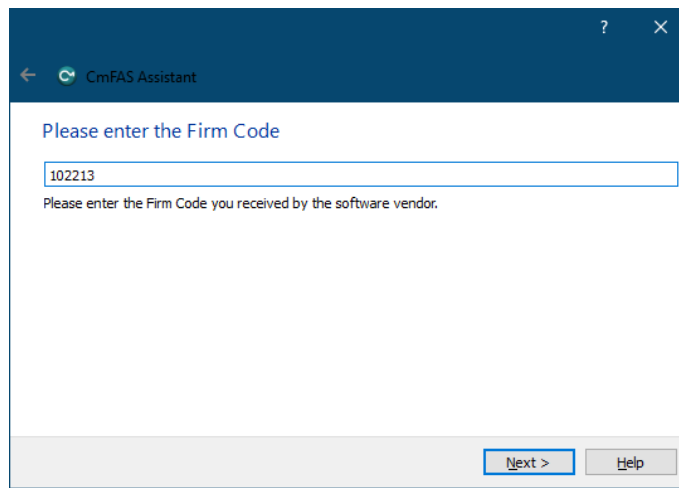 ?
CmFAS Assistant
Please enter the Firm Code
102213
Please enter the Firm Code you received by the software vendor.
Next >
Help